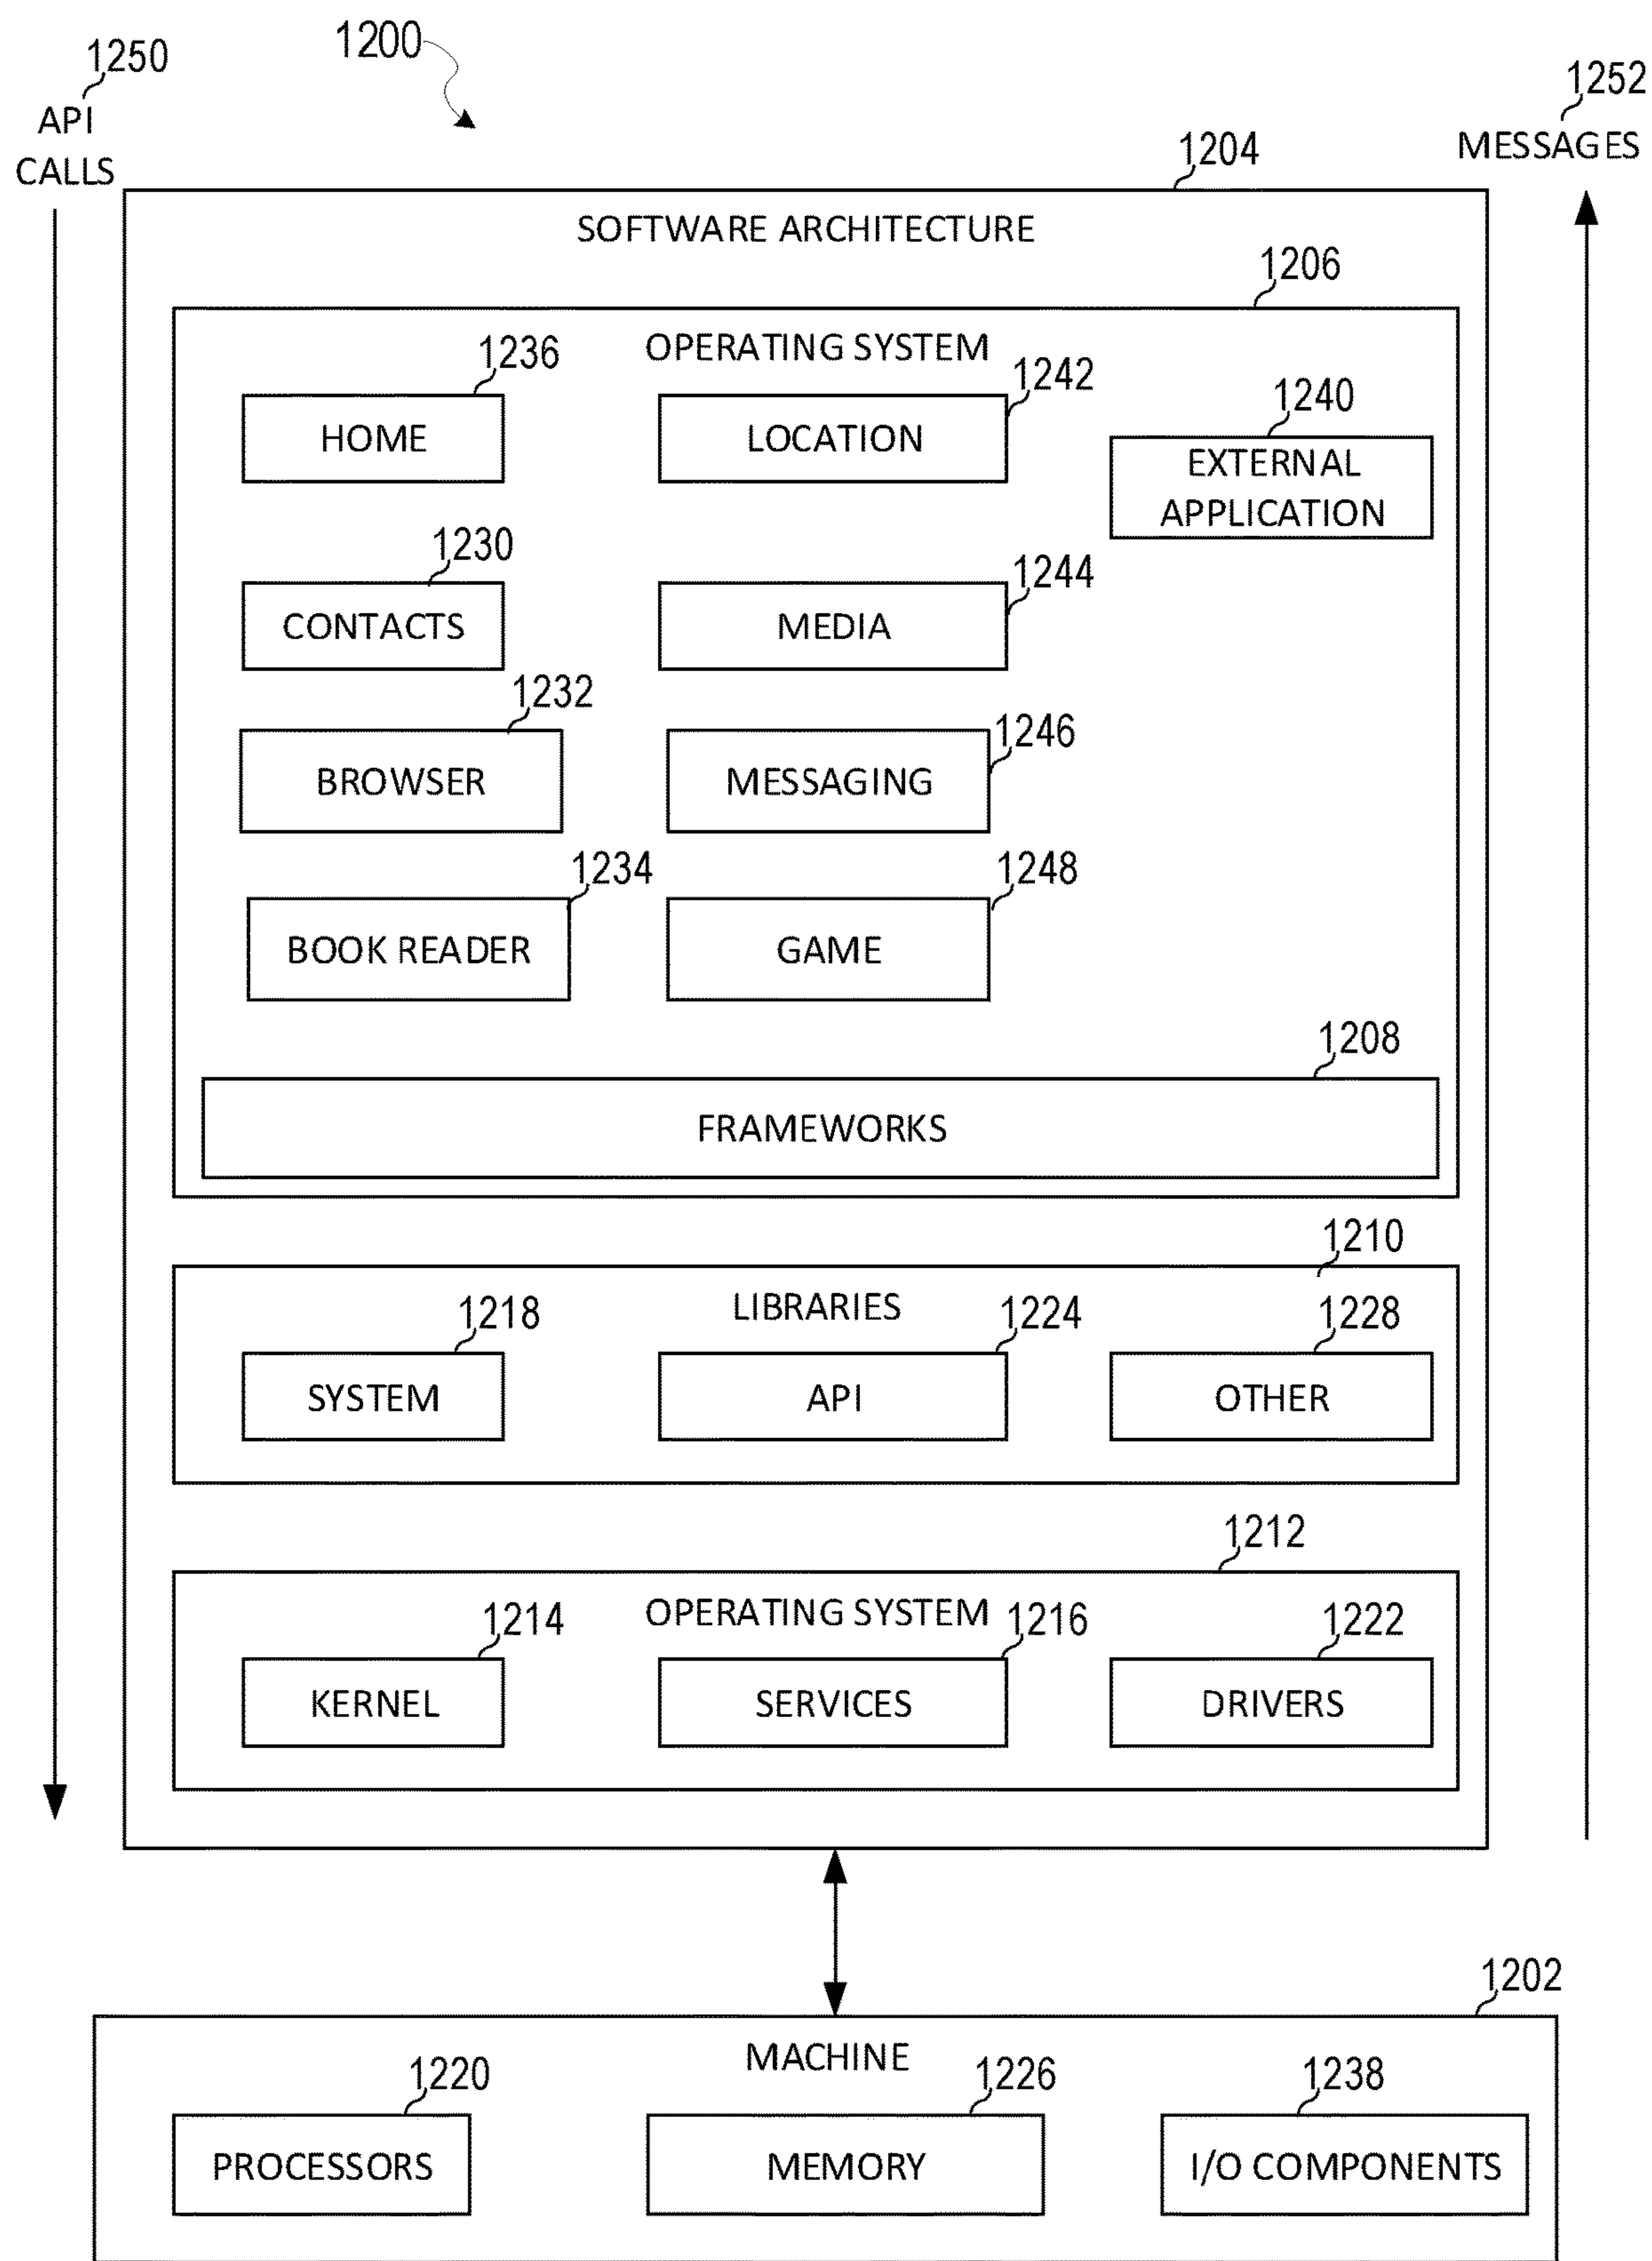 1200
1250
API
CALLS
1252
MESSAGES
1204
SOFTWARE ARCHITECTURE
1206
OPERATING SYSTEM
1236
HOME
1242
LOCATION
1240
EXTERNAL
APPLICATION
1230
CONTACTS
1244
MEDIA
1232
BROWSER
1246
MESSAGING
1234
BOOK READER
1248
GAME
1208
FRAMEWORKS
1210
LIBRARIES
1218
SYSTEM
1224
API
1228
OTHER
1212
OPERATING SYSTEM
1214
KERNEL
1216
SERVICES
1222
DRIVERS
1202
MACHINE
1220
PROCESSORS
1226
MEMORY
1238
I/O COMPONENTS